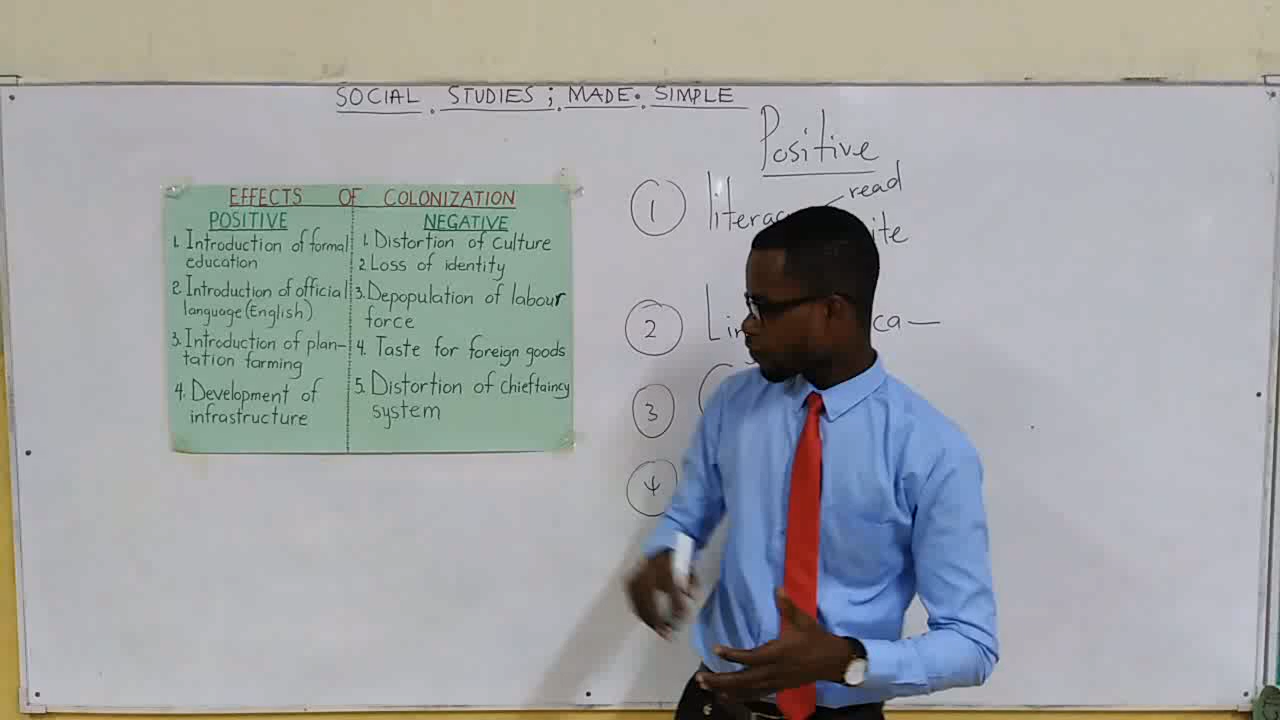 SOCIAL STUDIES; MADE SIMPLE
EFFECTS OF COLONIZATION
POSITIVE
1. Introduction of formal
education
2. Introduction of official
language (English)
3. Introduction of plan-
tation farming
4. Development of
infrastructure
NEGATIVE
1. Distortion of culture
2. Loss of identity
3. Depopulation of labour
force
4. Taste for foreign goods
5. Distortion of chieftaincy
system
Positive
1 read
2
3
4